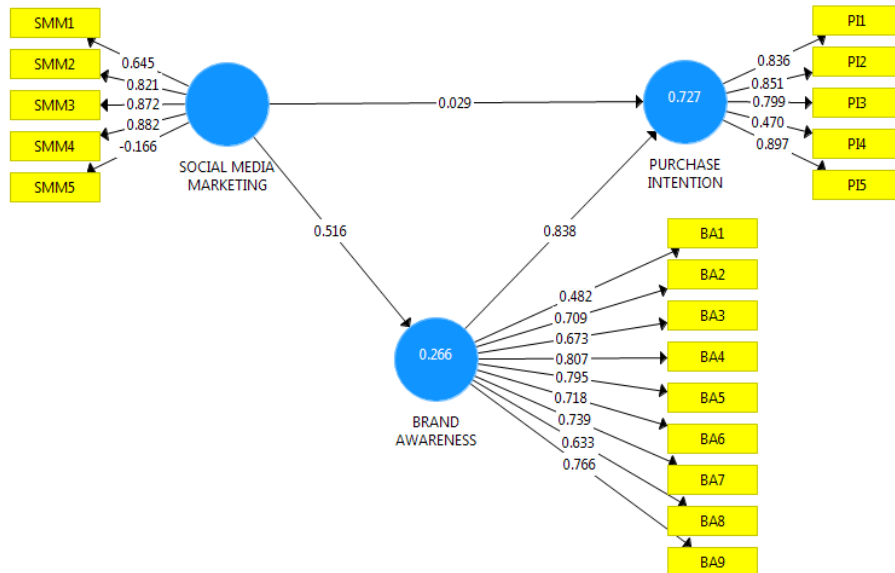 SMM1
SMM2
SMM3
SMM4
SMM5
0.645
0.821
0.872
0.882
-0.166
SOCIAL MEDIA
MARKETING
0.029
0.516
0.838
0.727
PURCHASE
INTENTION
0.836
0.851
0.799
0.470
0.897
PI1
PI2
PI3
PI4
PI5
0.266
BRAND
AWARENESS
0.482
0.709
0.673
0.807
0.795
0.718
0.739
0.633
0.766
BA1
BA2
BA3
BA4
BA5
BA6
BA7
BA8
BA9